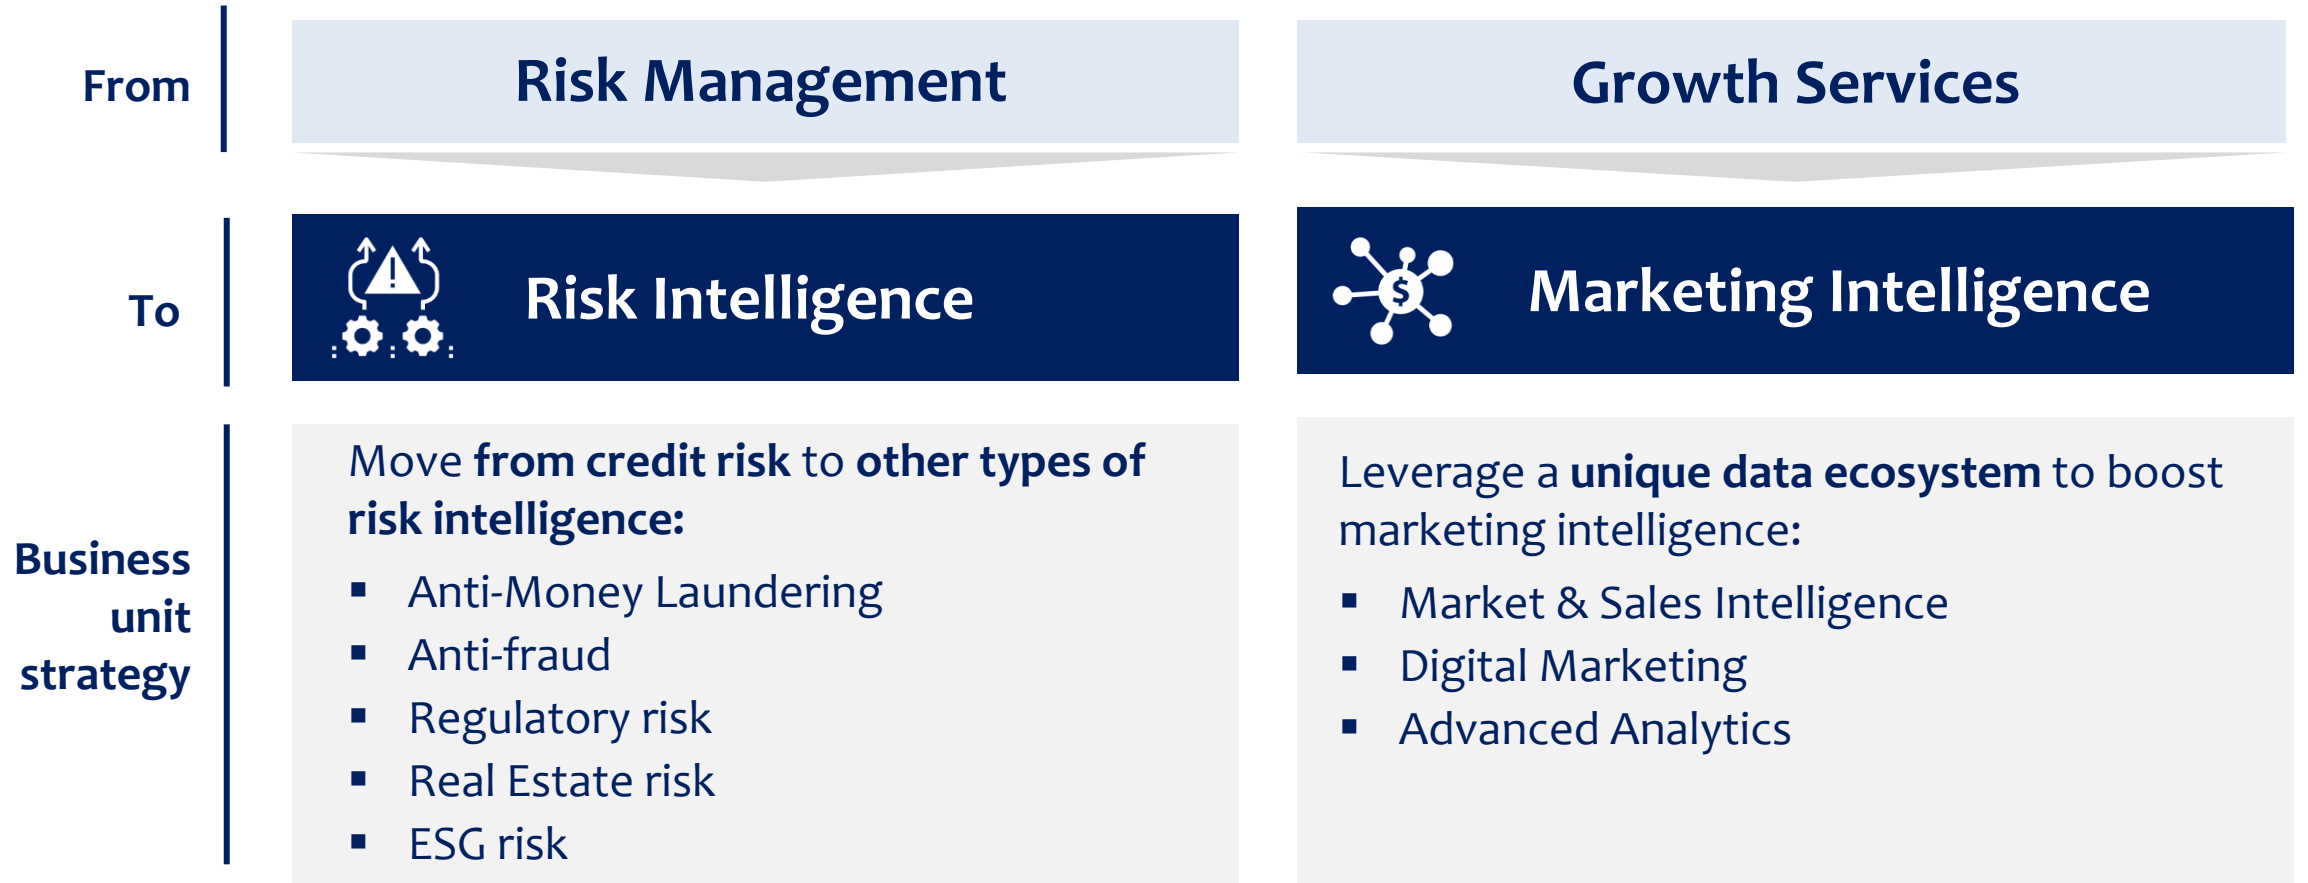 From
Risk Management
Growth Services
To
Risk Intelligence
$ Marketing Intelligence
Business
unit
strategy
Move from credit risk to other types of
risk intelligence:
▪ Anti-Money Laundering
▪ Anti-fraud
▪ Regulatory risk
▪ Real Estate risk
▪ ESG risk
Leverage a unique data ecosystem to boost
marketing intelligence:
▪ Market & Sales Intelligence
▪ Digital Marketing
▪ Advanced Analytics